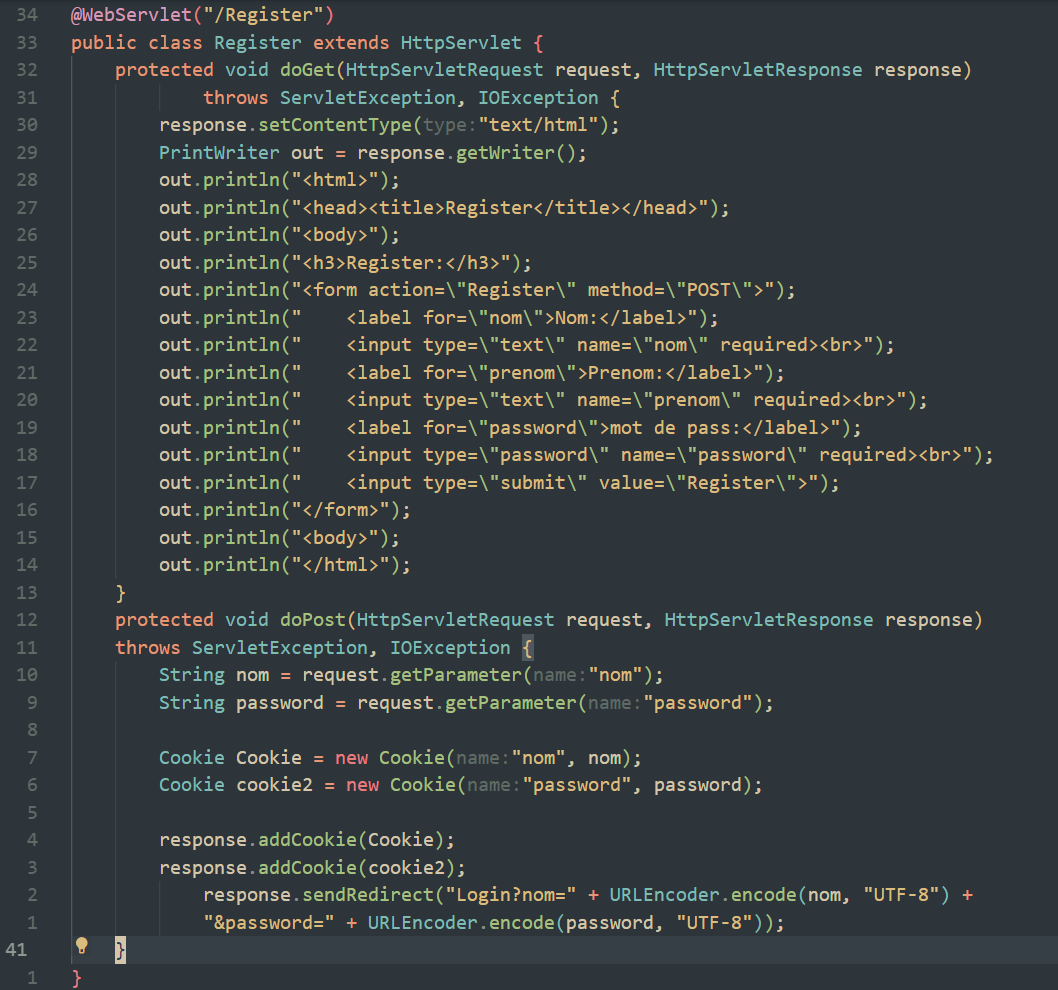 34 @WebServlet("/Register")
33 public class Register extends HttpServlet {
32     protected void doGet(HttpServletRequest request, HttpServletResponse response)
31             throws ServletException, IOException {
30         response.setContentType(type:"text/html");
29         PrintWriter out = response.getWriter();
28         out.println("<html>");
27         out.println("<head><title>Register</title></head>");
26         out.println("<body>");
25         out.println("<h3>Register:</h3>");
24         out.println("<form action=\"Register\" method=\"POST\">");
23         out.println("    <label for=\"nom\">Nom:</label>");
22         out.println("    <input type=\"text\" name=\"nom\" required><br>");
21         out.println("    <label for=\"prenom\">Prenom:</label>");
20         out.println("    <input type=\"text\" name=\"prenom\" required><br>");
19         out.println("    <label for=\"password\">mot de pass:</label>");
18         out.println("    <input type=\"password\" name=\"password\" required><br>");
17         out.println("    <input type=\"submit\" value=\"Register\">");
16         out.println("</form>");
15         out.println("<body>");
14         out.println("</html>");
13     }
12     protected void doPost(HttpServletRequest request, HttpServletResponse response)
11     throws ServletException, IOException {
10         String nom = request.getParameter(name:"nom");
9         String password = request.getParameter(name:"password");
8
7         Cookie Cookie = new Cookie(name:"nom", nom);
6         Cookie cookie2 = new Cookie(name:"password", password);
5
4         response.addCookie(Cookie);
3         response.addCookie(cookie2);
2             response.sendRedirect("Login?nom=" + URLEncoder.encode(nom, "UTF-8") +
1             "&password=" + URLEncoder.encode(password, "UTF-8"));
41     }
1 }